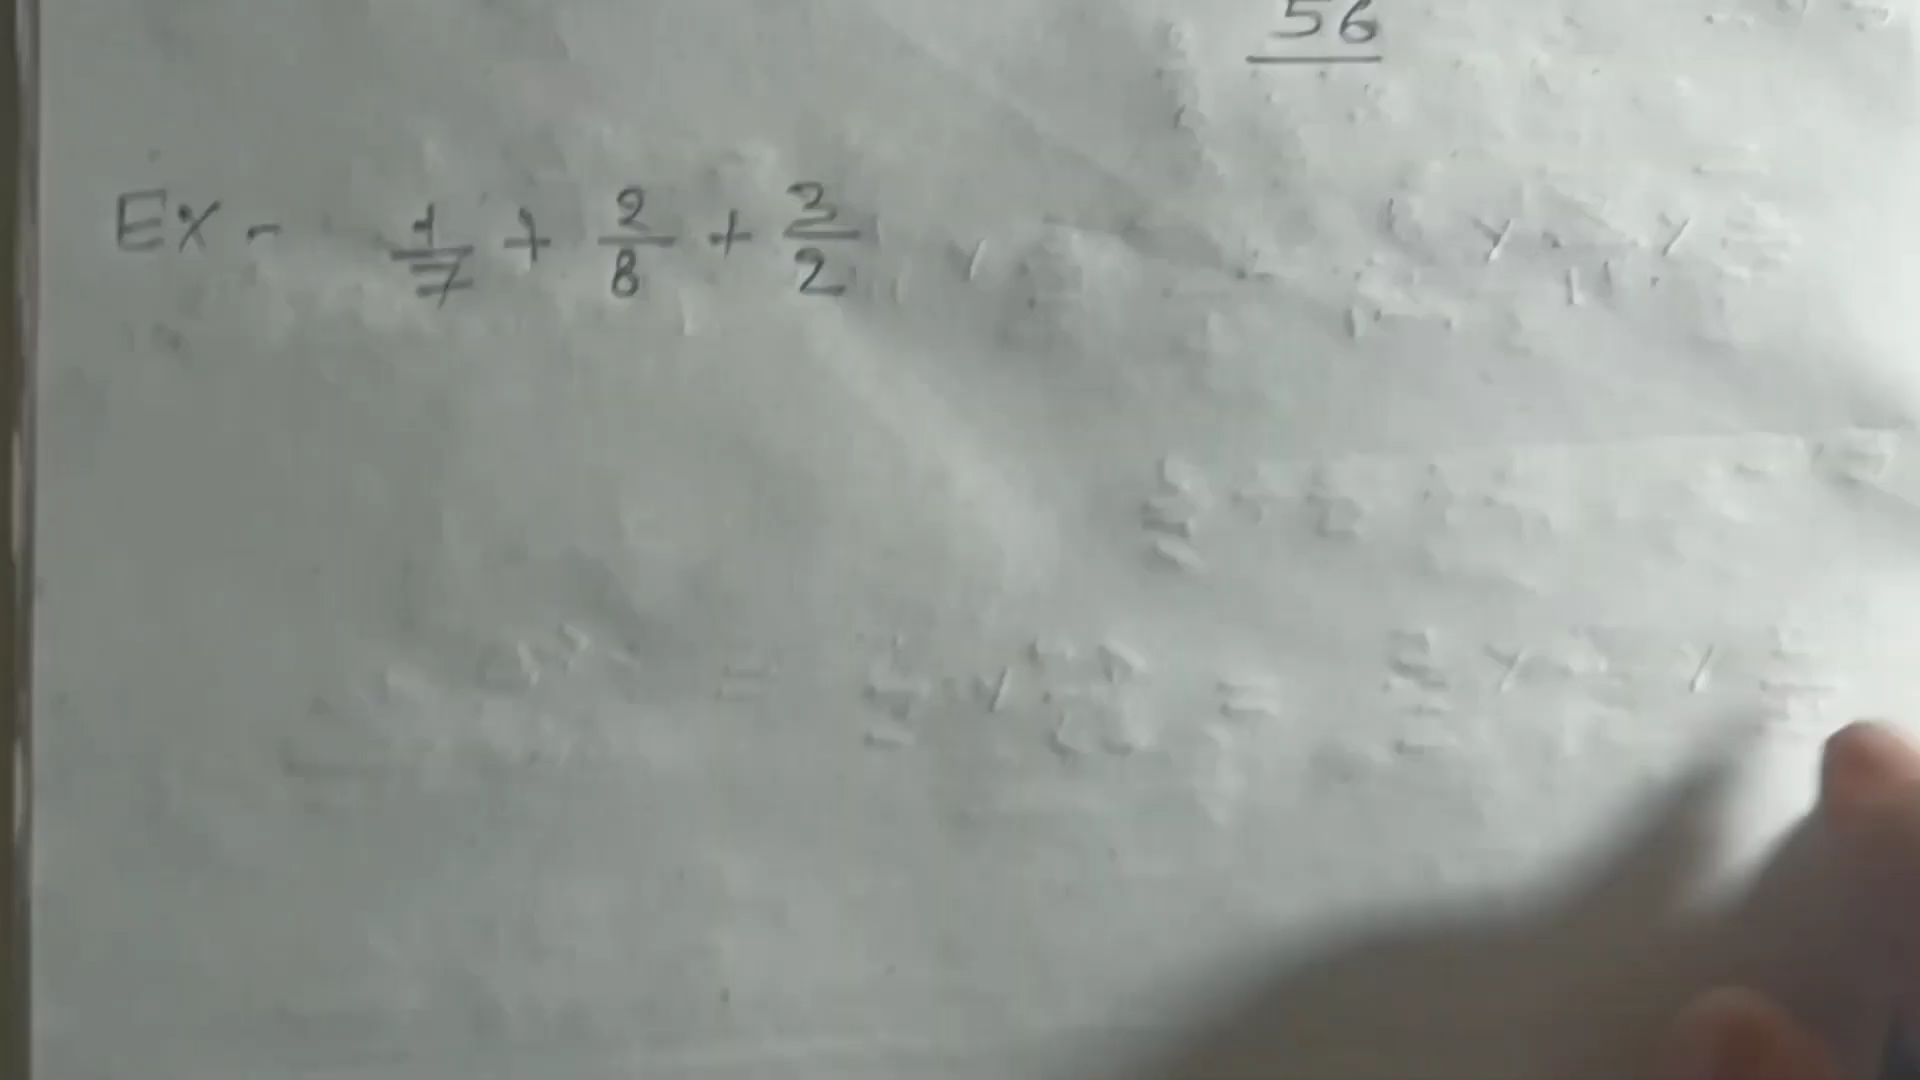 56
Ex - 1/7 + 2/8 + 3/2